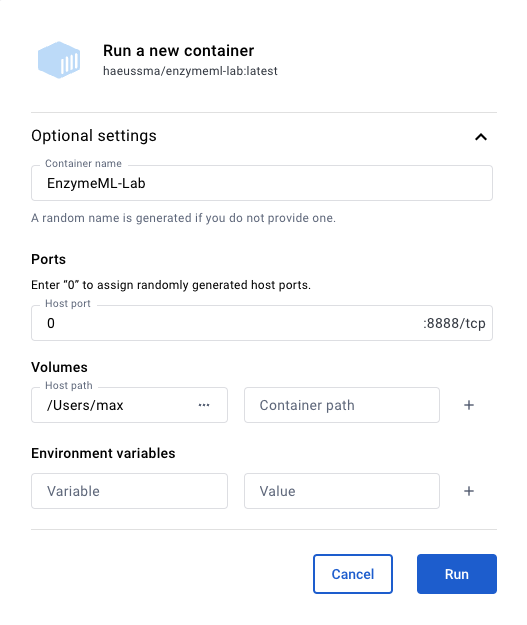 Run a new container
haeussma/enzymeml-lab:latest
Optional settings
Container name
EnzymeML-Lab
A random name is generated if you do not provide one.
Ports
Enter “0” to assign randomly generated host ports.
Host port
0 :8888/tcp
Volumes
Host path
/Users/max ··· Container path +
Environment variables
Variable Value +
Cancel Run